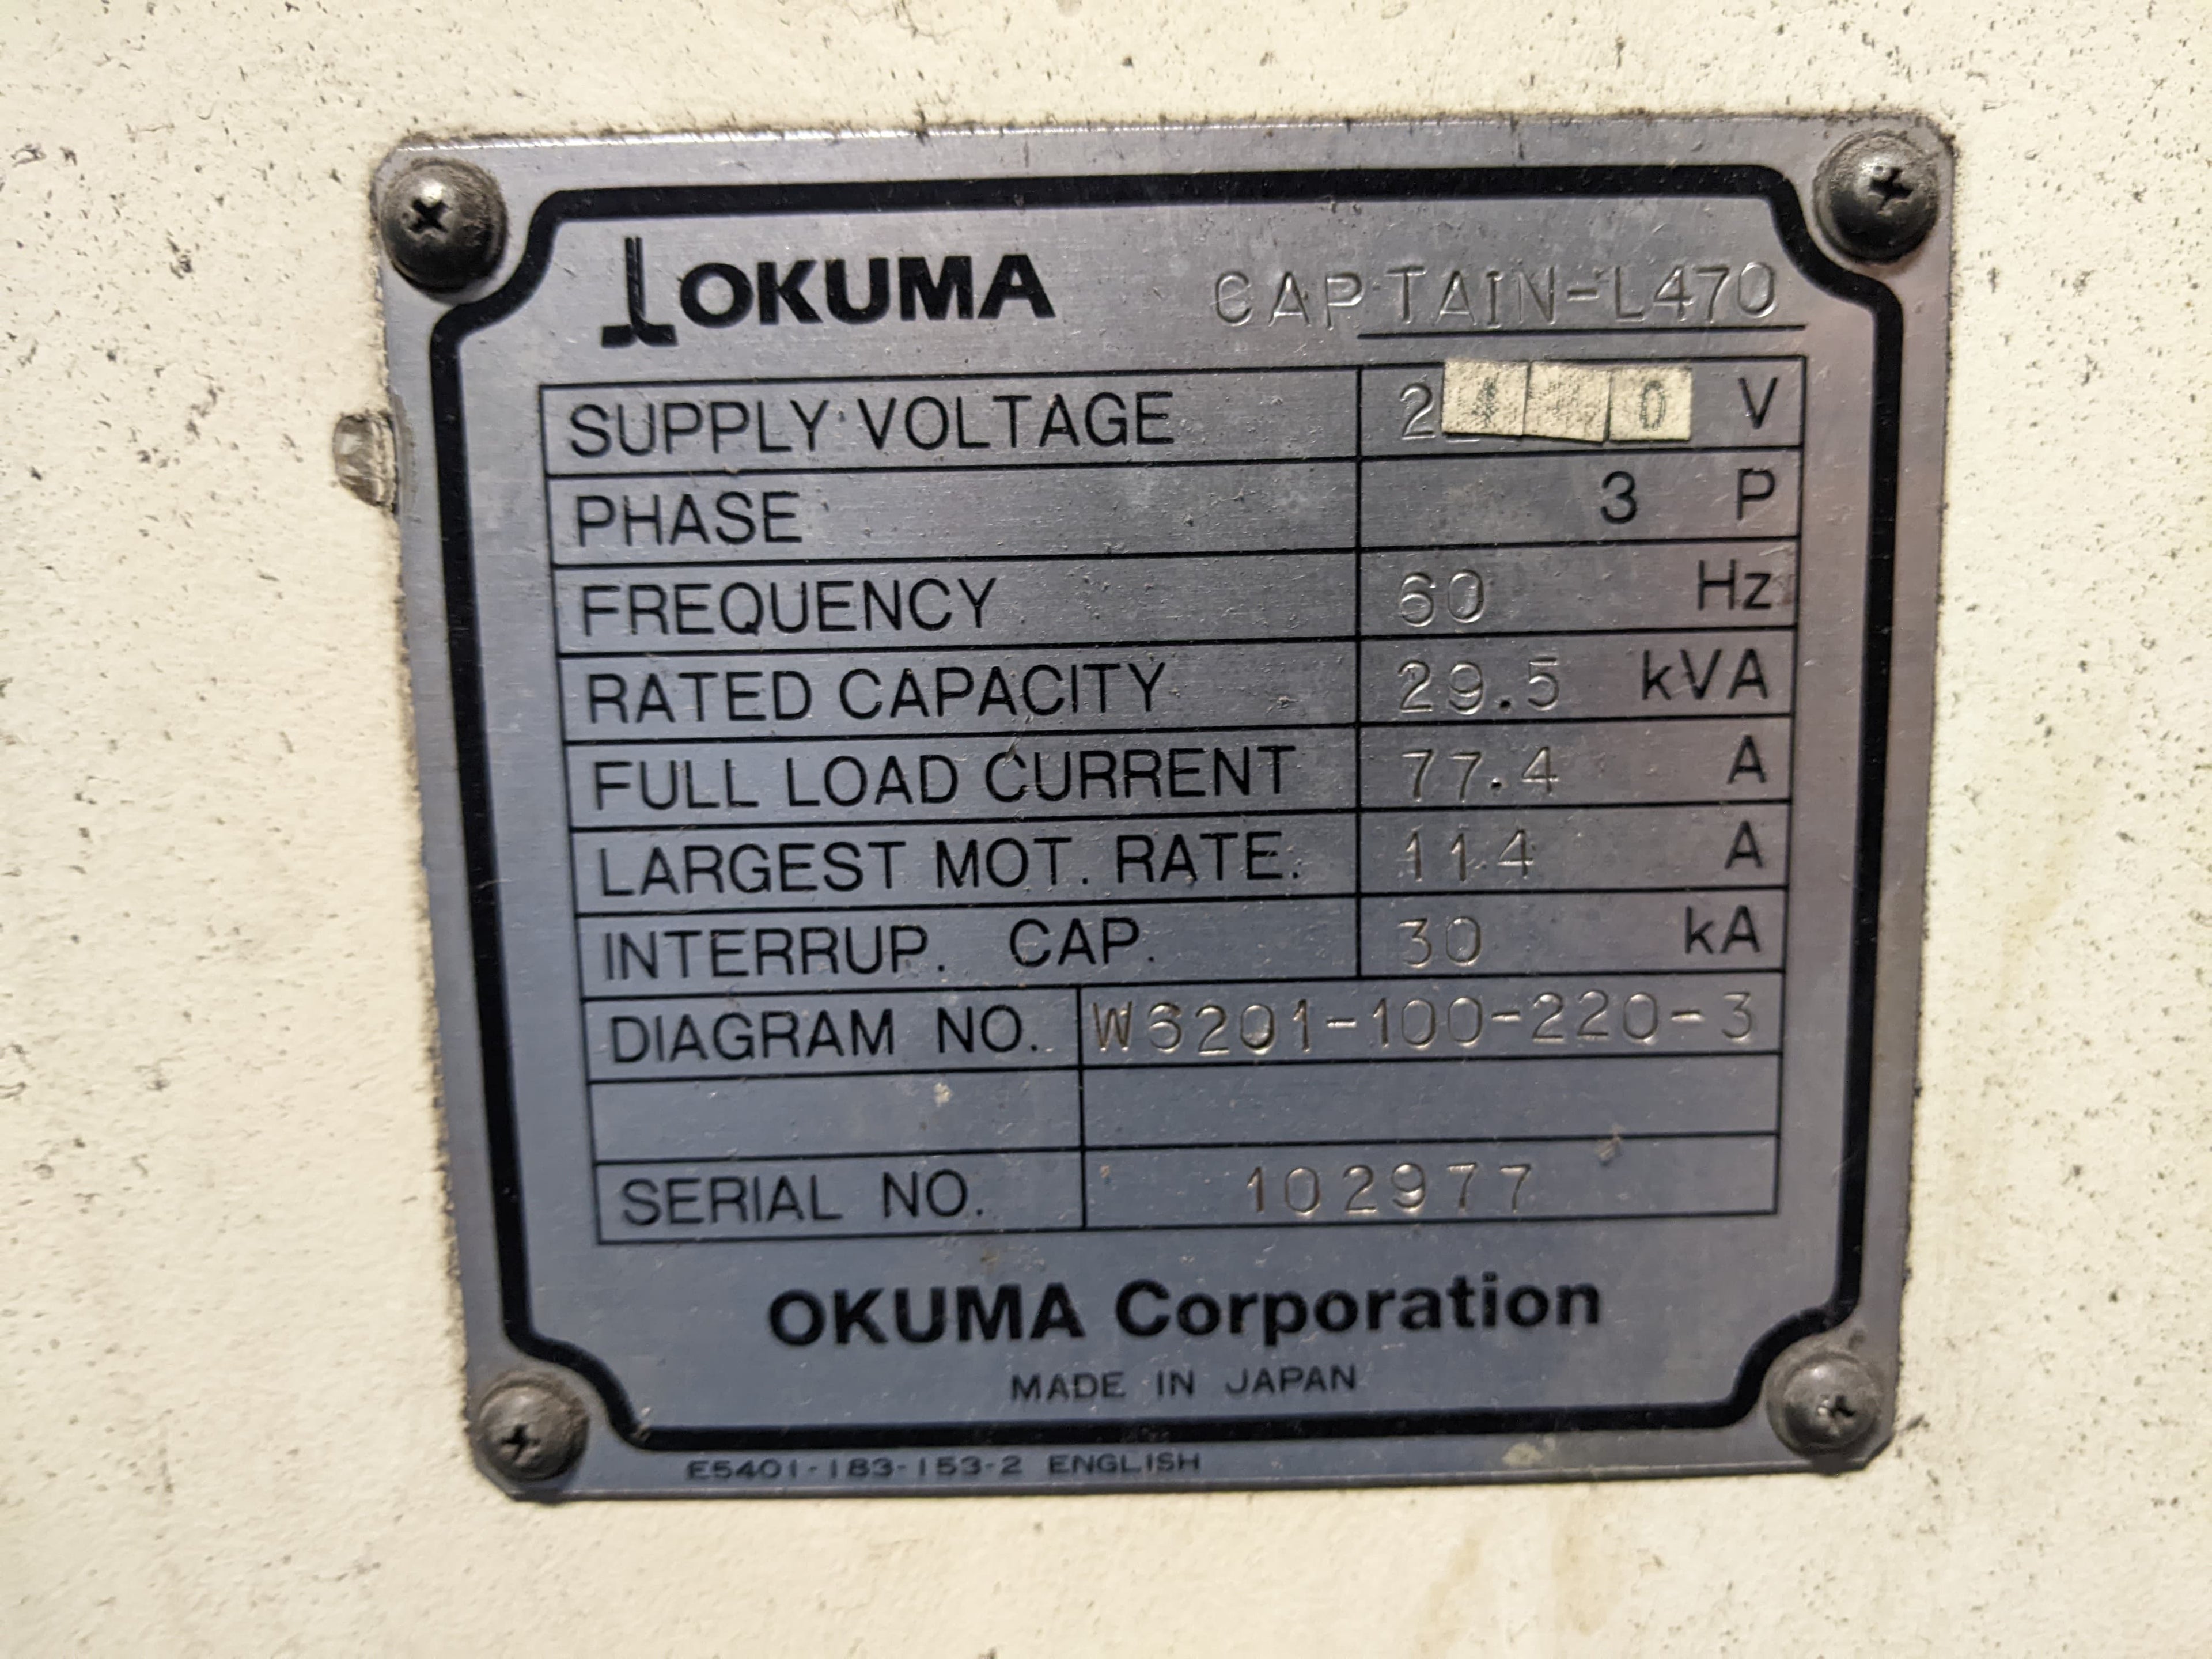 OKUMA CAPTAIN-L470
SUPPLY VOLTAGE V
PHASE 3 P
FREQUENCY 60 Hz
RATED CAPACITY 29.5 kVA
FULL LOAD CURRENT 77.4 A
LARGEST MOT. RATE. 114 A
INTERRUP. CAP. 30 kA
DIAGRAM NO. W6201-100-220-3
SERIAL NO. 102977
OKUMA Corporation
MADE IN JAPAN
E5401-183-153-2 ENGLISH